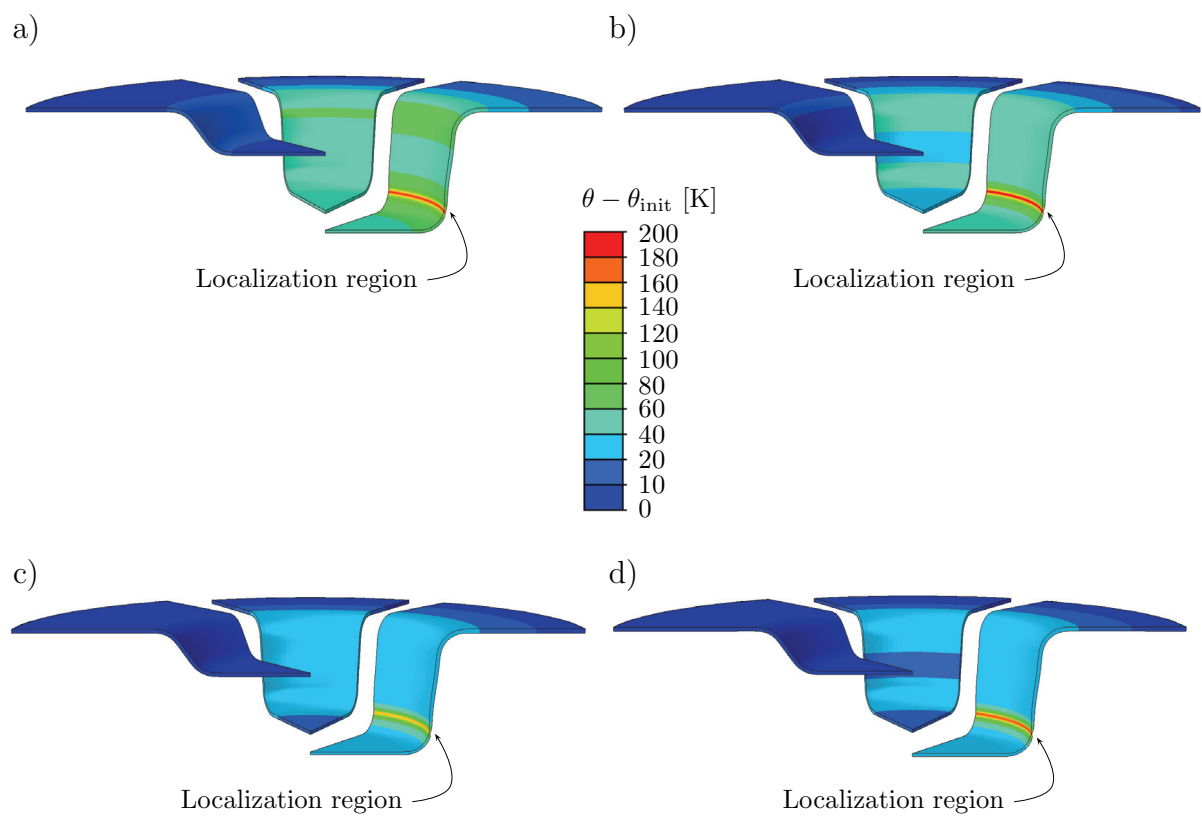 a)
b)
θ − θinit [K]
200
180
160
140
120
100
80
60
40
20
10
0
Localization region
Localization region
c)
d)
Localization region
Localization region